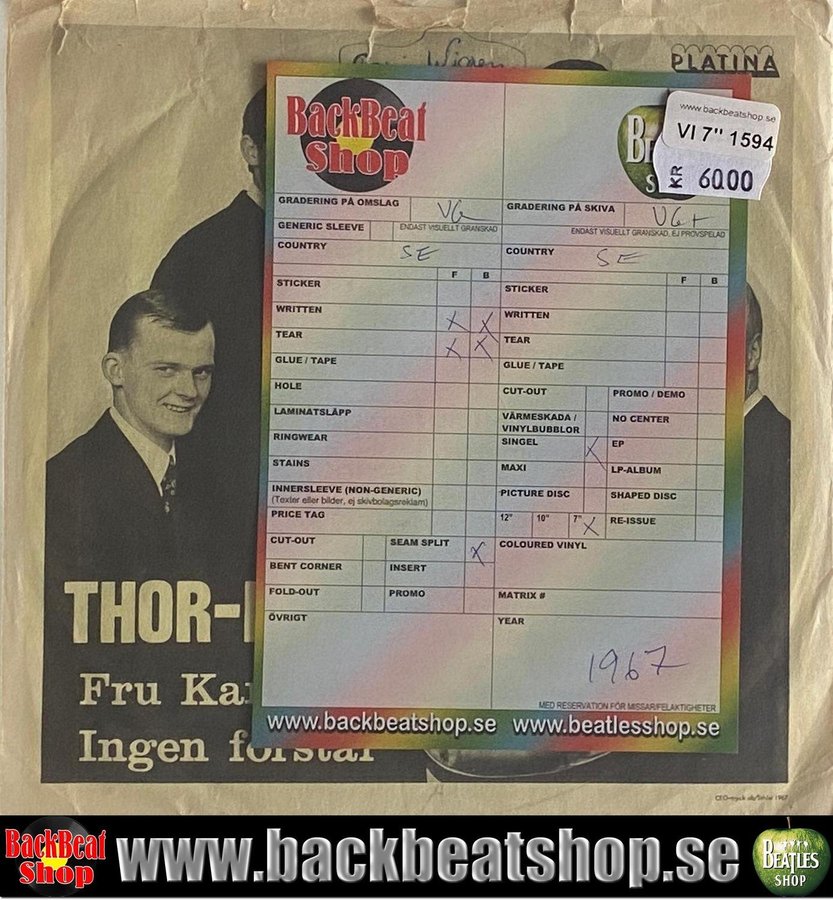 Wigren
PLATINA
BackBeat
Shop
www.backbeatshop.se
VI 7" 1594
KR 6000
GRADERING PÅ OMSLAG VG
GENERIC SLEEVE ENDAST VISUELLT GRANSKAD
COUNTRY SE
F B
STICKER
WRITTEN X X
TEAR X X
GLUE / TAPE
HOLE
LAMINATSLÄPP
RINGWEAR
STAINS
INNERSLEEVE (NON-GENERIC)
(Texter eller bilder, ej skivbolagsreklam)
PRICE TAG
CUT-OUT SEAM SPLIT X
BENT CORNER INSERT
FOLD-OUT PROMO
ÖVRIGT
GRADERING PÅ SKIVA VG+
ENDAST VISUELLT GRANSKAD, EJ PROVSPELAD
COUNTRY SE
F B
STICKER
WRITTEN
TEAR
GLUE / TAPE
CUT-OUT PROMO / DEMO
VÄRMESKADA / NO CENTER
VINYLBUBBLOR
SINGEL X EP
MAXI LP-ALBUM
PICTURE DISC SHAPED DISC
12" 10" 7" X RE-ISSUE
COLOURED VINYL
MATRIX #
YEAR
1967
MED RESERVATION FÖR MISSAR/FELAKTIGHETER
www.backbeatshop.se www.beatlesshop.se
THOR-
Fru Ka
Ingen förstår
BackBeat
Shop
www.backbeatshop.se
BEATLES
SHOP